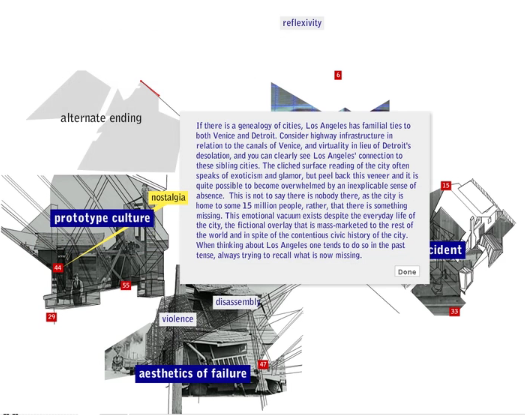 reflexivity
6
alternate ending
If there is a genealogy of cities, Los Angeles has familial ties to
both Venice and Detroit. Consider highway infrastructure in
relation to the canals of Venice, and virtuality in lieu of Detroit's
desolation, and you can clearly see Los Angeles' connection to
these sibling cities. The cliched surface reading of the city often
speaks of exoticism and glamor, but peel back this veneer and it is
quite possible to become overwhelmed by an inexplicable sense of
absence. This is not to say there is nobody there, as the city is
home to some 15 million people, rather, that there is something
missing. This emotional vacuum exists despite the everyday life of
the city, the fictional overlay that is mass-marketed to the rest of
the world and in spite of the contentious civic history of the city.
When thinking about Los Angeles one tends to do so in the past
tense, always trying to recall what is now missing.
Done
nostalgia
15
prototype culture
cident
44
55
29
33
disassembly
violence
47
aesthetics of failure